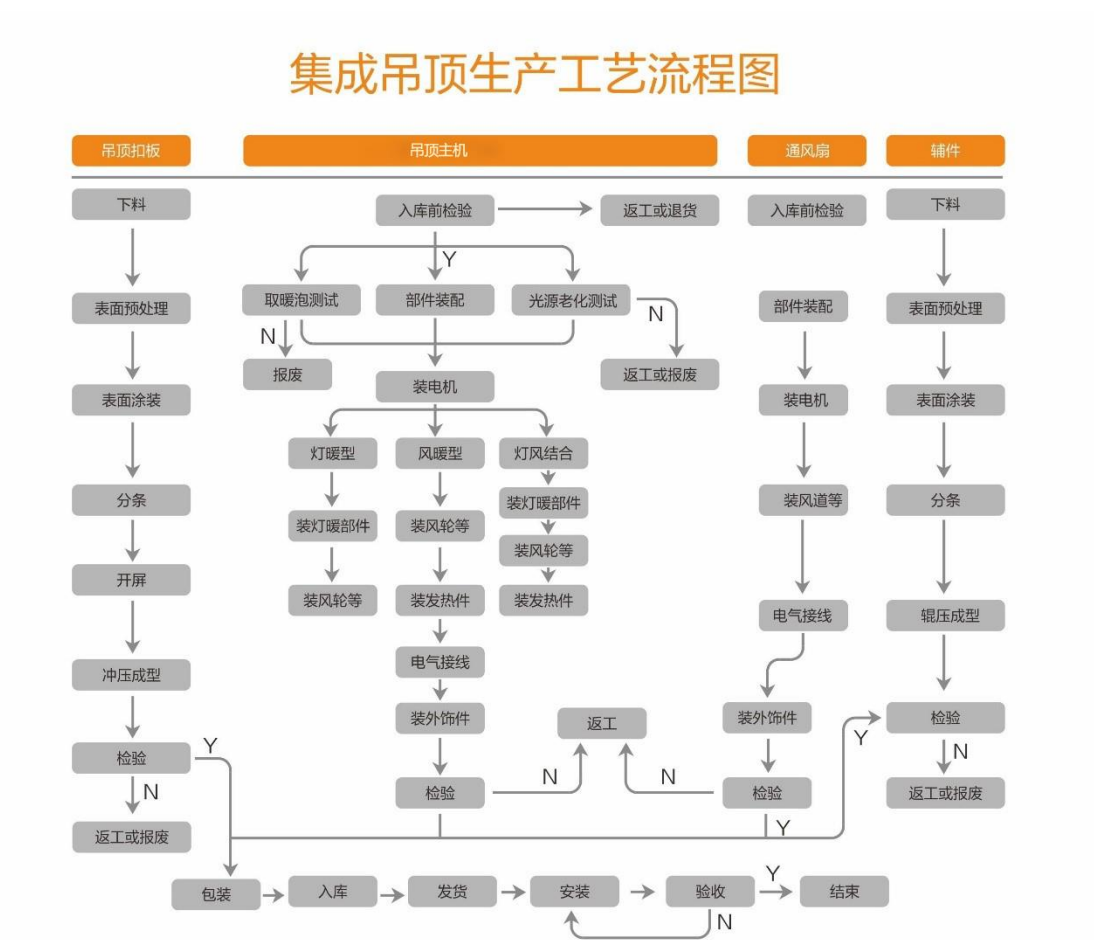 集成吊顶生产工艺流程图
吊顶扣板
吊顶主机
通风扇
辅件
下料
入库前检验
返工或退货
入库前检验
下料
Y
表面预处理
取暖泡测试
部件装配
光源老化测试
部件装配
表面预处理
N
N
报废
装电机
返工或报废
表面涂装
装电机
表面涂装
灯暖型
风暖型
灯风结合
分条
装灯暖部件
装风道等
分条
装灯暖部件
装风轮等
装风轮等
开屏
装风轮等
装发热件
装发热件
电气接线
辊压成型
冲压成型
电气接线
装外饰件
返工
装外饰件
检验
Y
Y
检验
N
N
N
检验
N
检验
返工或报废
返工或报废
Y
包装
入库
发货
安装
验收
Y
结束
N